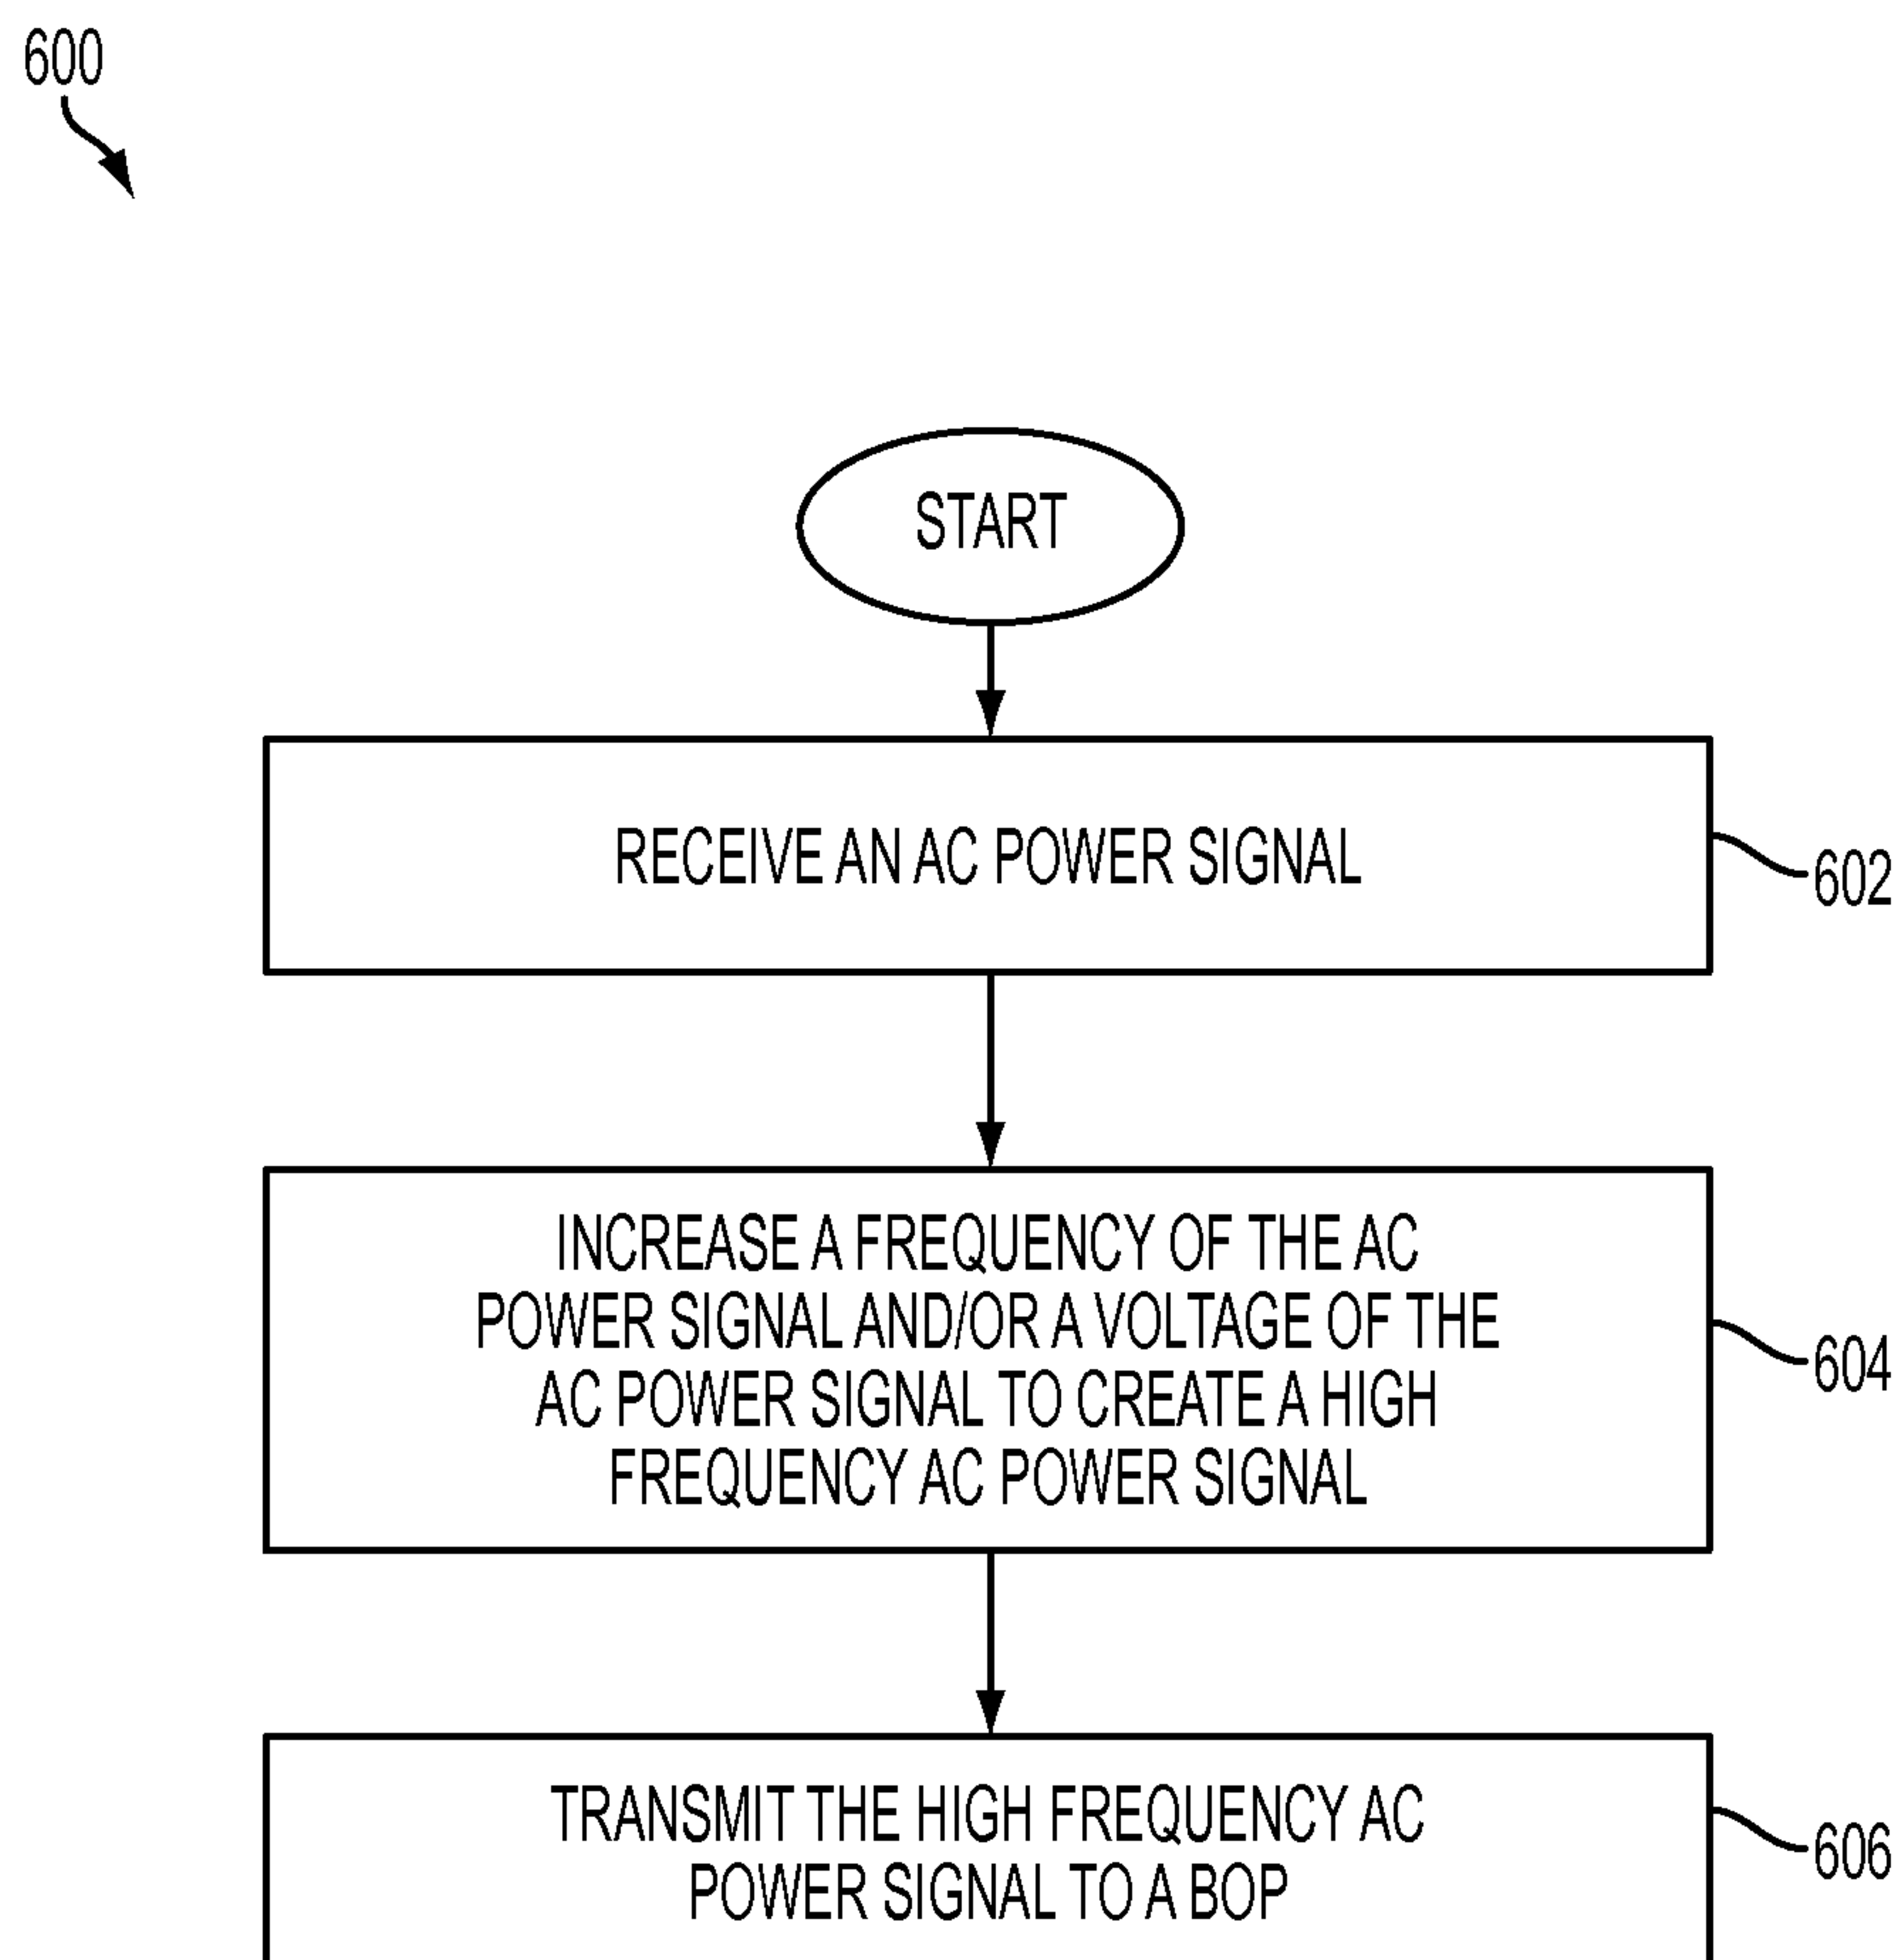 600
START
RECEIVE AN AC POWER SIGNAL
602
INCREASE A FREQUENCY OF THE AC
POWER SIGNAL AND/OR A VOLTAGE OF THE
AC POWER SIGNAL TO CREATE A HIGH
FREQUENCY AC POWER SIGNAL
604
TRANSMIT THE HIGH FREQUENCY AC
POWER SIGNAL TO A BOP
606